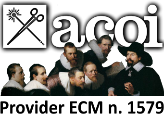 acoi
Provider ECM n. 1579